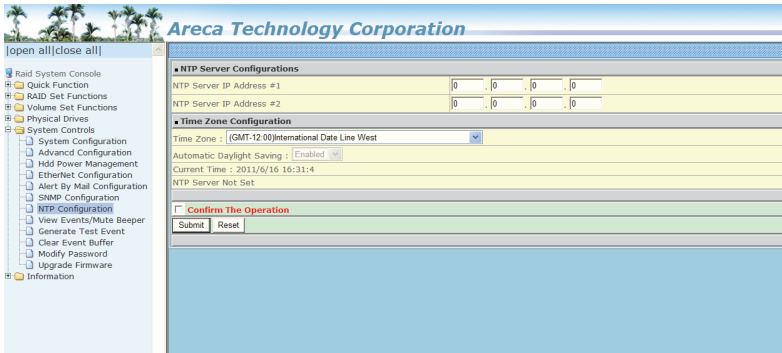 Areca Technology Corporation
|open all|close all|
Raid System Console
Quick Function
RAID Set Functions
Volume Set Functions
Physical Drives
System Controls
System Configuration
Advancd Configuration
Hdd Power Management
EtherNet Configuration
Alert By Mail Configuration
SNMP Configuration
NTP Configuration
View Events/Mute Beeper
Generate Test Event
Clear Event Buffer
Modify Password
Upgrade Firmware
Information
NTP Server Configurations
NTP Server IP Address #1 0 . 0 . 0 . 0
NTP Server IP Address #2 0 . 0 . 0 . 0
Time Zone Configuration
Time Zone : (GMT-12:00)International Date Line West
Automatic Daylight Saving : Enabled
Current Time : 2011/6/16 16:31:4
NTP Server Not Set
Confirm The Operation
Submit Reset